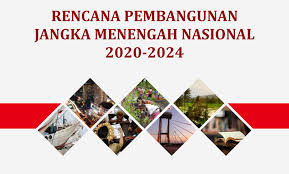 RENCANA PEMBANGUNAN
JANGKA MENENGAH NASIONAL
2020-2024